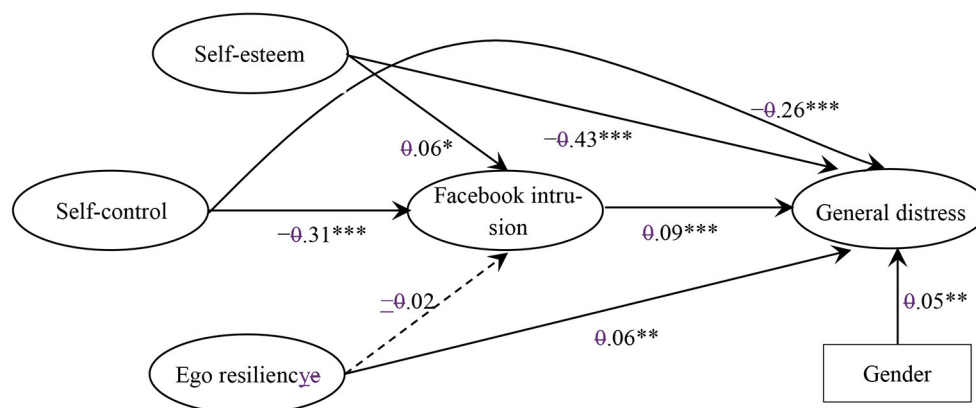 Self-esteem
−0.26***
0.06*
−0.43***
Self-control
Facebook intru-
sion
General distress
−0.31***
0.09***
−0.02
0.06**
0.05**
Ego resiliencye
Gender